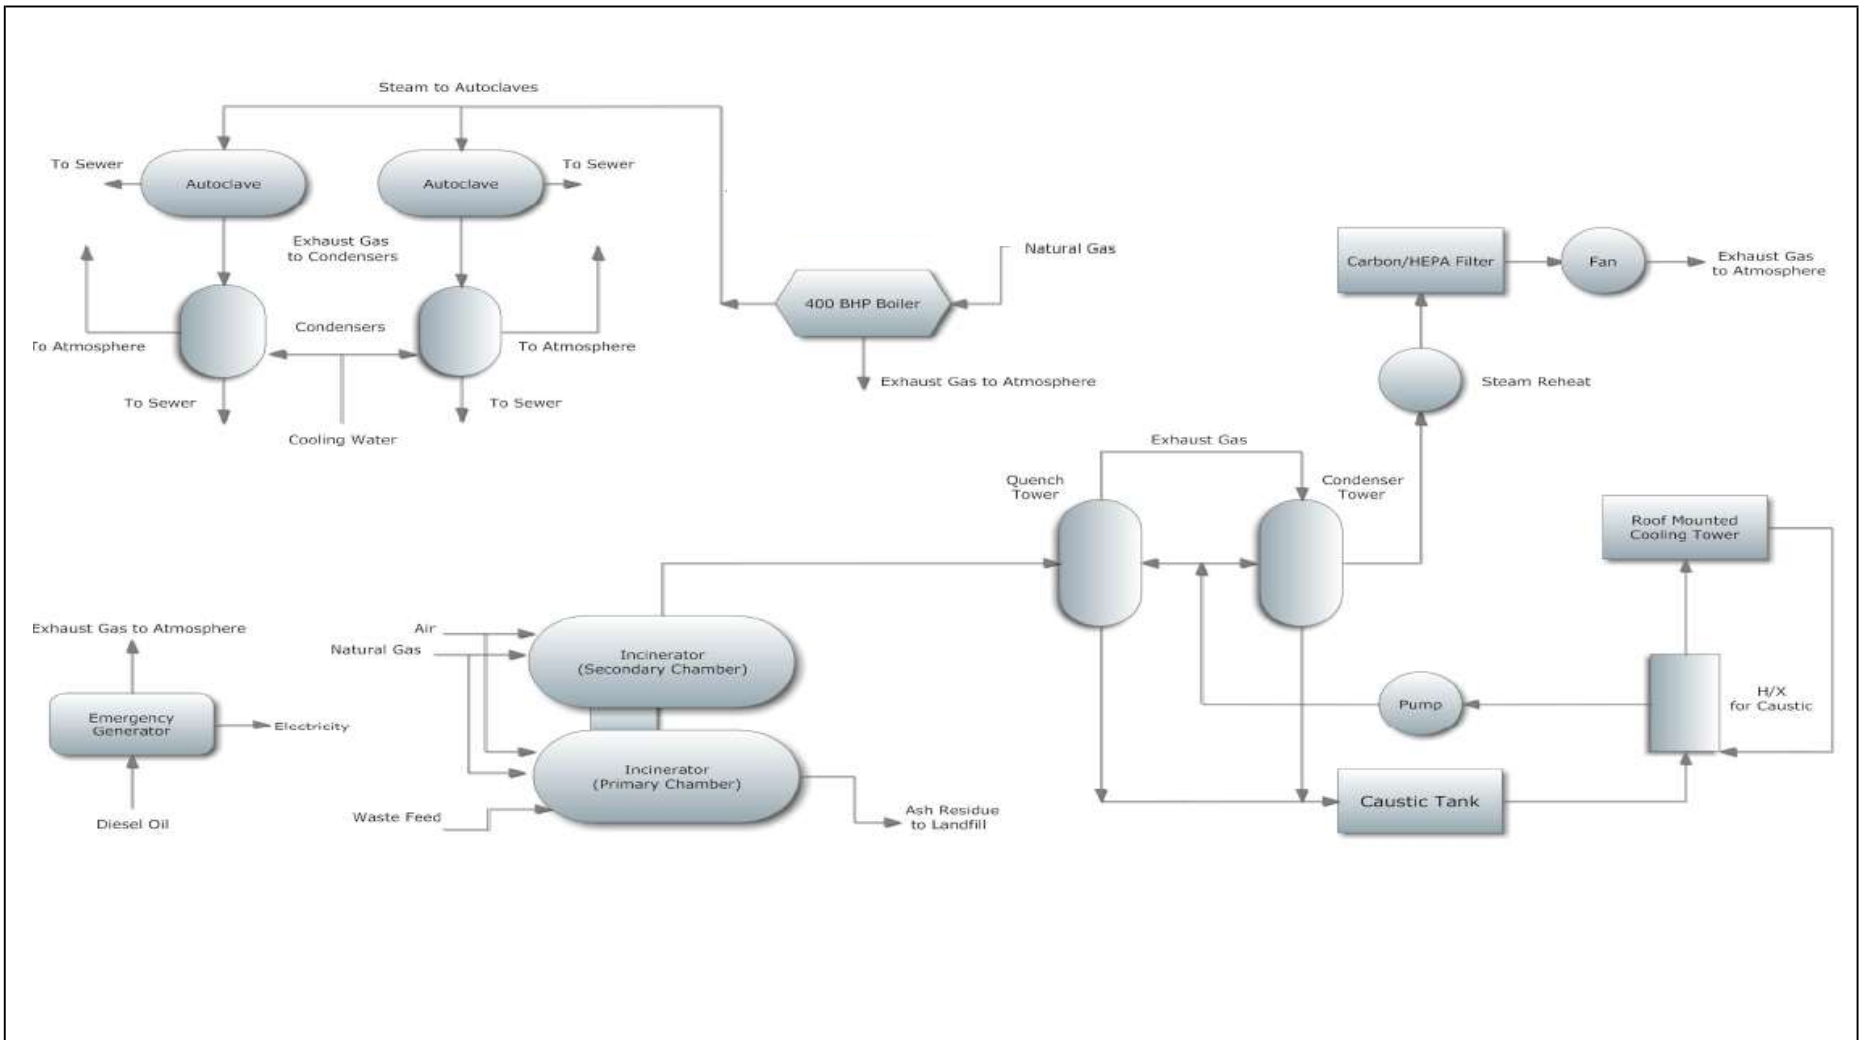 Steam to Autoclaves
To Sewer
Autoclave
Autoclave
To Sewer
Exhaust Gas
to Condensers
Condensers
To Atmosphere
To Atmosphere
To Sewer
To Sewer
Cooling Water
Natural Gas
400 BHP Boiler
Exhaust Gas to Atmosphere
Carbon/HEPA Filter
Fan
Exhaust Gas
to Atmosphere
Steam Reheat
Exhaust Gas
Quench
Tower
Condenser
Tower
Roof Mounted
Cooling Tower
H/X
for Caustic
Pump
Caustic Tank
Exhaust Gas to Atmosphere
Emergency
Generator
Electricity
Diesel Oil
Air
Natural Gas
Incinerator
(Secondary Chamber)
Incinerator
(Primary Chamber)
Waste Feed
Ash Residue
to Landfill